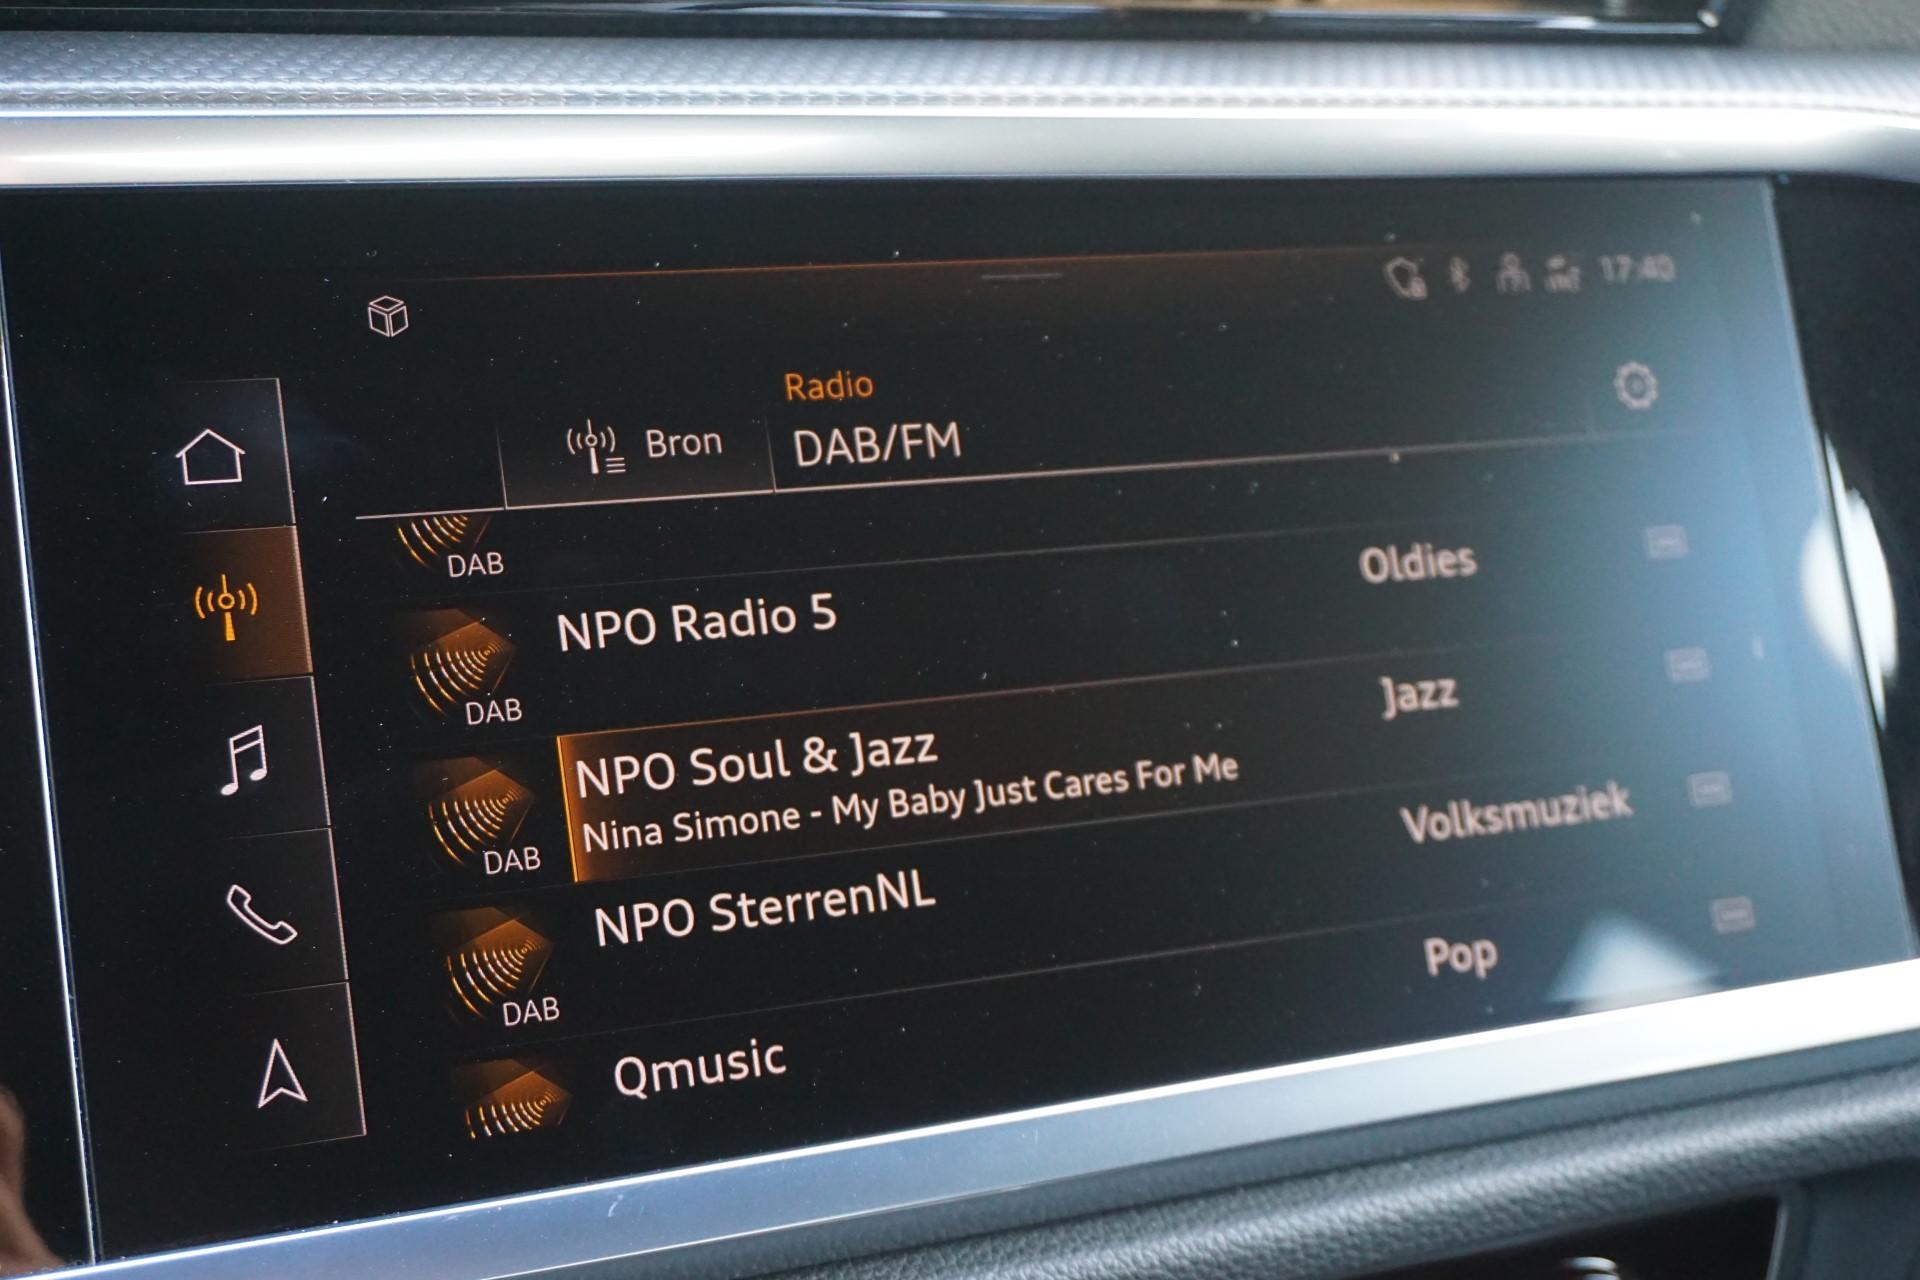 17:40
Radio
Bron
DAB/FM
DAB
NPO Radio 5
Oldies
DAB
NPO Soul & Jazz
Jazz
Nina Simone - My Baby Just Cares For Me
DAB
NPO SterrenNL
Volksmuziek
DAB
Qmusic
Pop